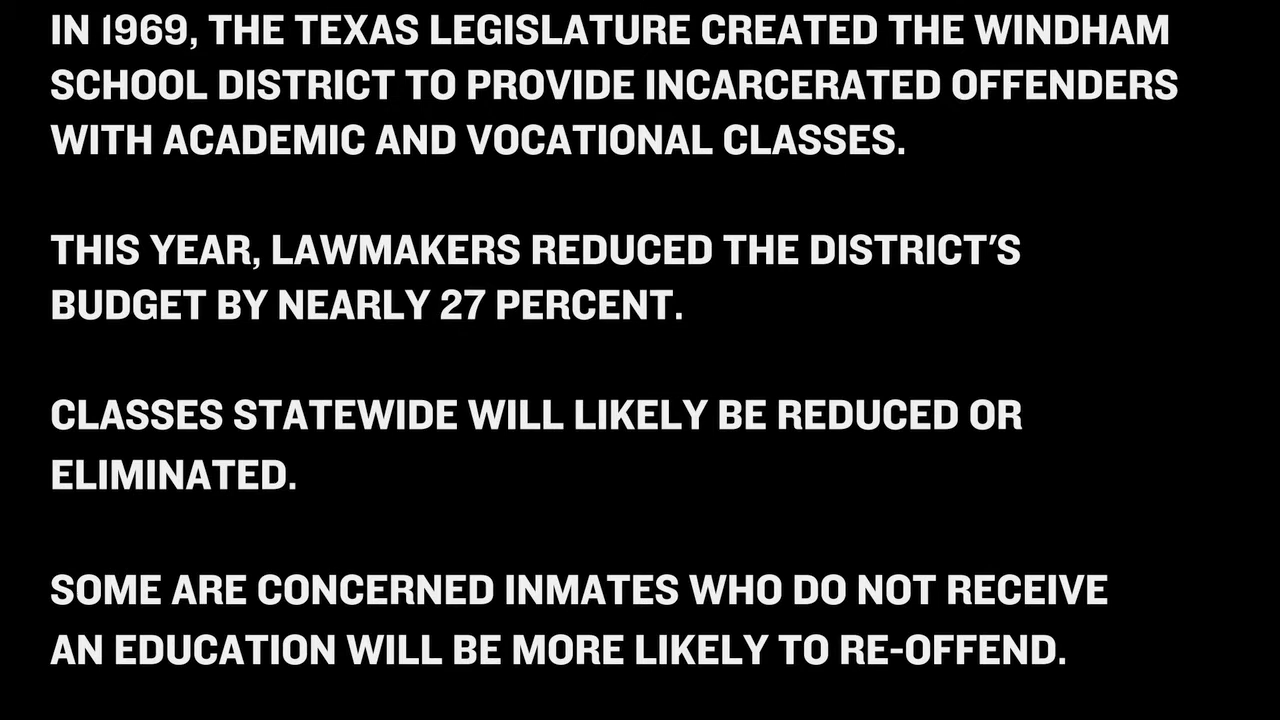 IN 1969, THE TEXAS LEGISLATURE CREATED THE WINDHAM
SCHOOL DISTRICT TO PROVIDE INCARCERATED OFFENDERS
WITH ACADEMIC AND VOCATIONAL CLASSES.
THIS YEAR, LAWMAKERS REDUCED THE DISTRICT'S
BUDGET BY NEARLY 27 PERCENT.
CLASSES STATEWIDE WILL LIKELY BE REDUCED OR
ELIMINATED.
SOME ARE CONCERNED INMATES WHO DO NOT RECEIVE
AN EDUCATION WILL BE MORE LIKELY TO RE-OFFEND.